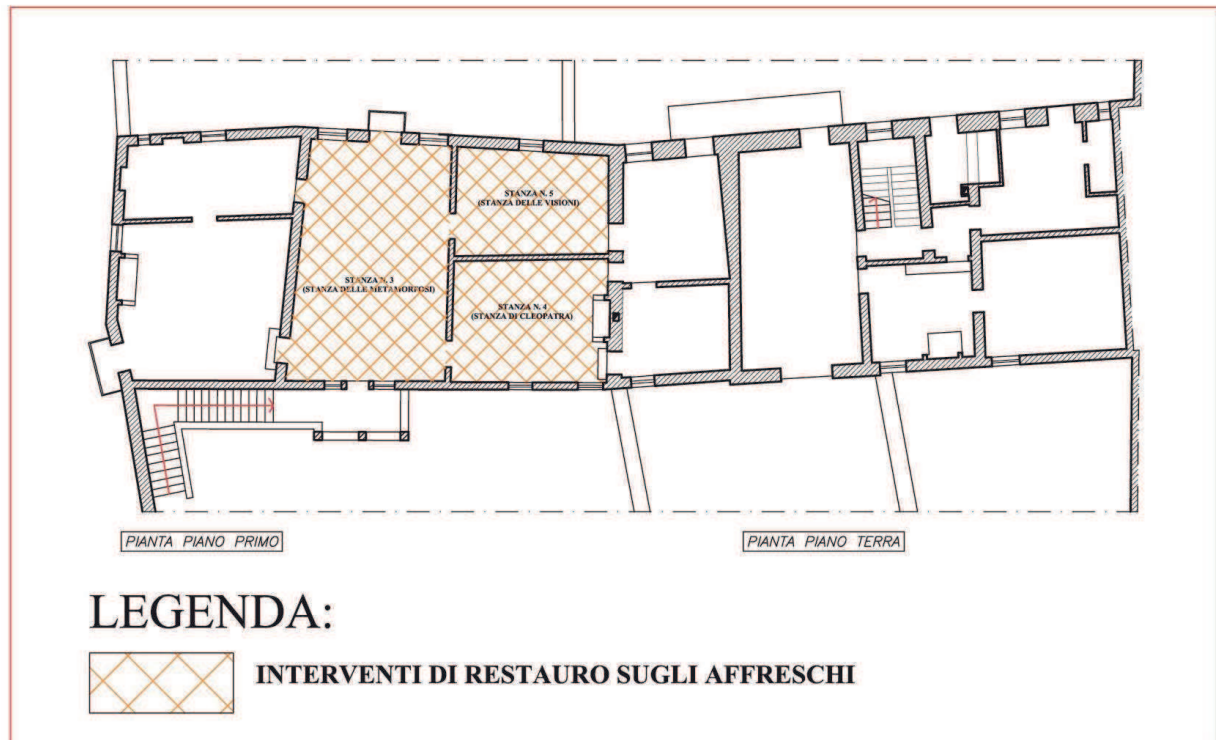 STANZA N. 5
(STANZA DELLE VISIONI)
STANZA N. 3
(STANZA DELLE METAMORFOSI)
STANZA N. 4
(STANZA DI CLEOPATRA)
PIANTA PIANO PRIMO
PIANTA PIANO TERRA
LEGENDA:
INTERVENTI DI RESTAURO SUGLI AFFRESCHI